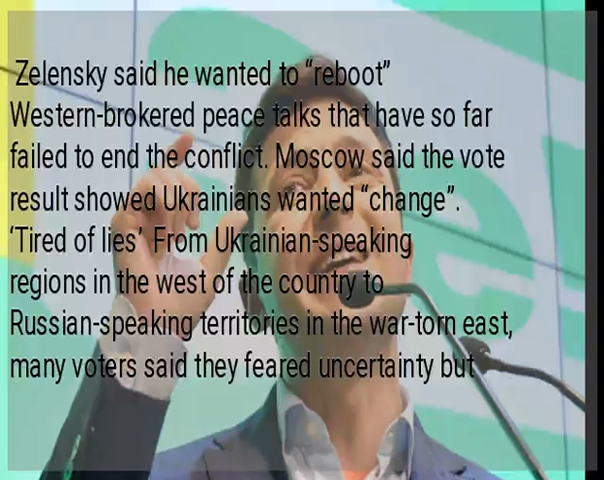 Zelensky said he wanted to “reboot”
Western-brokered peace talks that have so far
failed to end the conflict. Moscow said the vote
result showed Ukrainians wanted “change”.
‘Tired of lies’ From Ukrainian-speaking
regions in the west of the country to
Russian-speaking territories in the war-torn east,
many voters said they feared uncertainty but